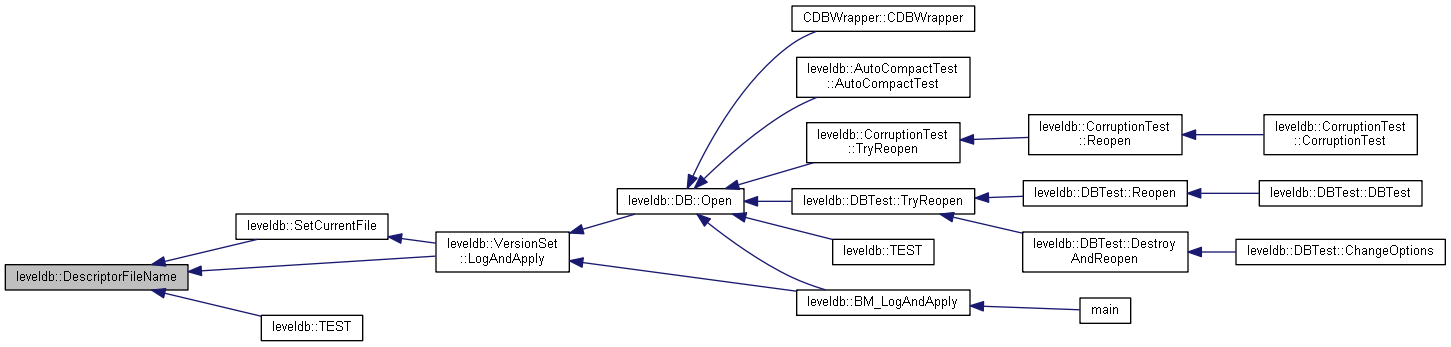 CDBWrapper::CDBWrapper
leveldb::AutoCompactTest
::AutoCompactTest
leveldb::CorruptionTest
::TryReopen
leveldb::CorruptionTest
::Reopen
leveldb::CorruptionTest
::CorruptionTest
leveldb::DB::Open
leveldb::DBTest::TryReopen
leveldb::DBTest::Reopen
leveldb::DBTest::DBTest
leveldb::SetCurrentFile
leveldb::VersionSet
::LogAndApply
leveldb::TEST
leveldb::DBTest::Destroy
AndReopen
leveldb::DBTest::ChangeOptions
leveldb::DescriptorFileName
leveldb::BM_LogAndApply
main
leveldb::TEST